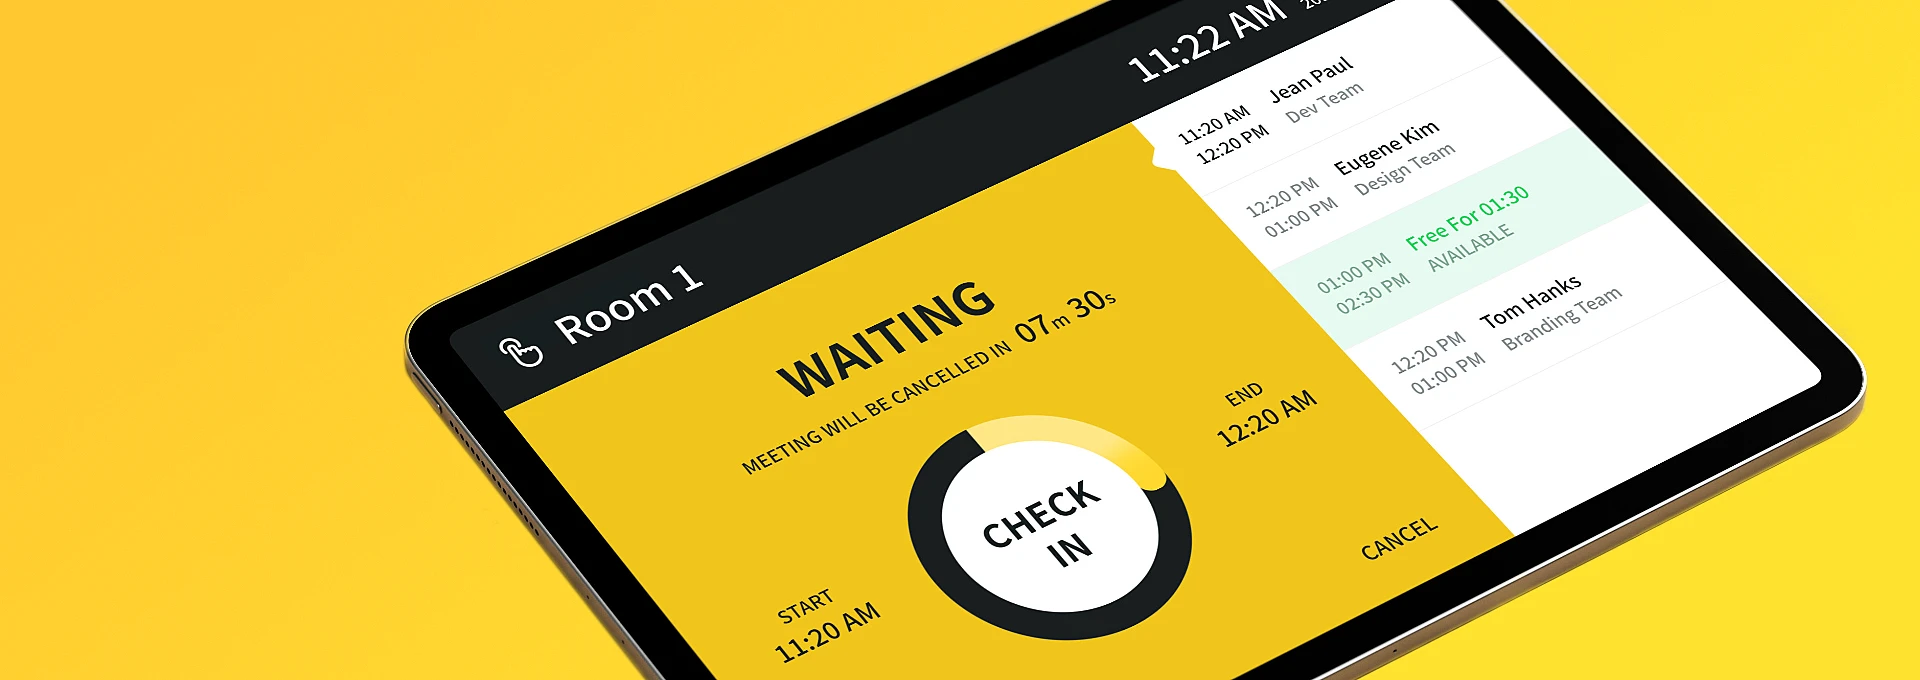 Room 1
11:22 AM
WAITING
MEETING WILL BE CANCELLED IN 07m 30s
CHECK
IN
START
11:20 AM
END
12:20 AM
CANCEL
11:20 AM Jean Paul
12:20 PM Dev Team
12:20 PM Eugene Kim
01:00 PM Design Team
01:00 PM Free For 01:30
02:30 PM AVAILABLE
12:20 PM Tom Hanks
01:00 PM Branding Team